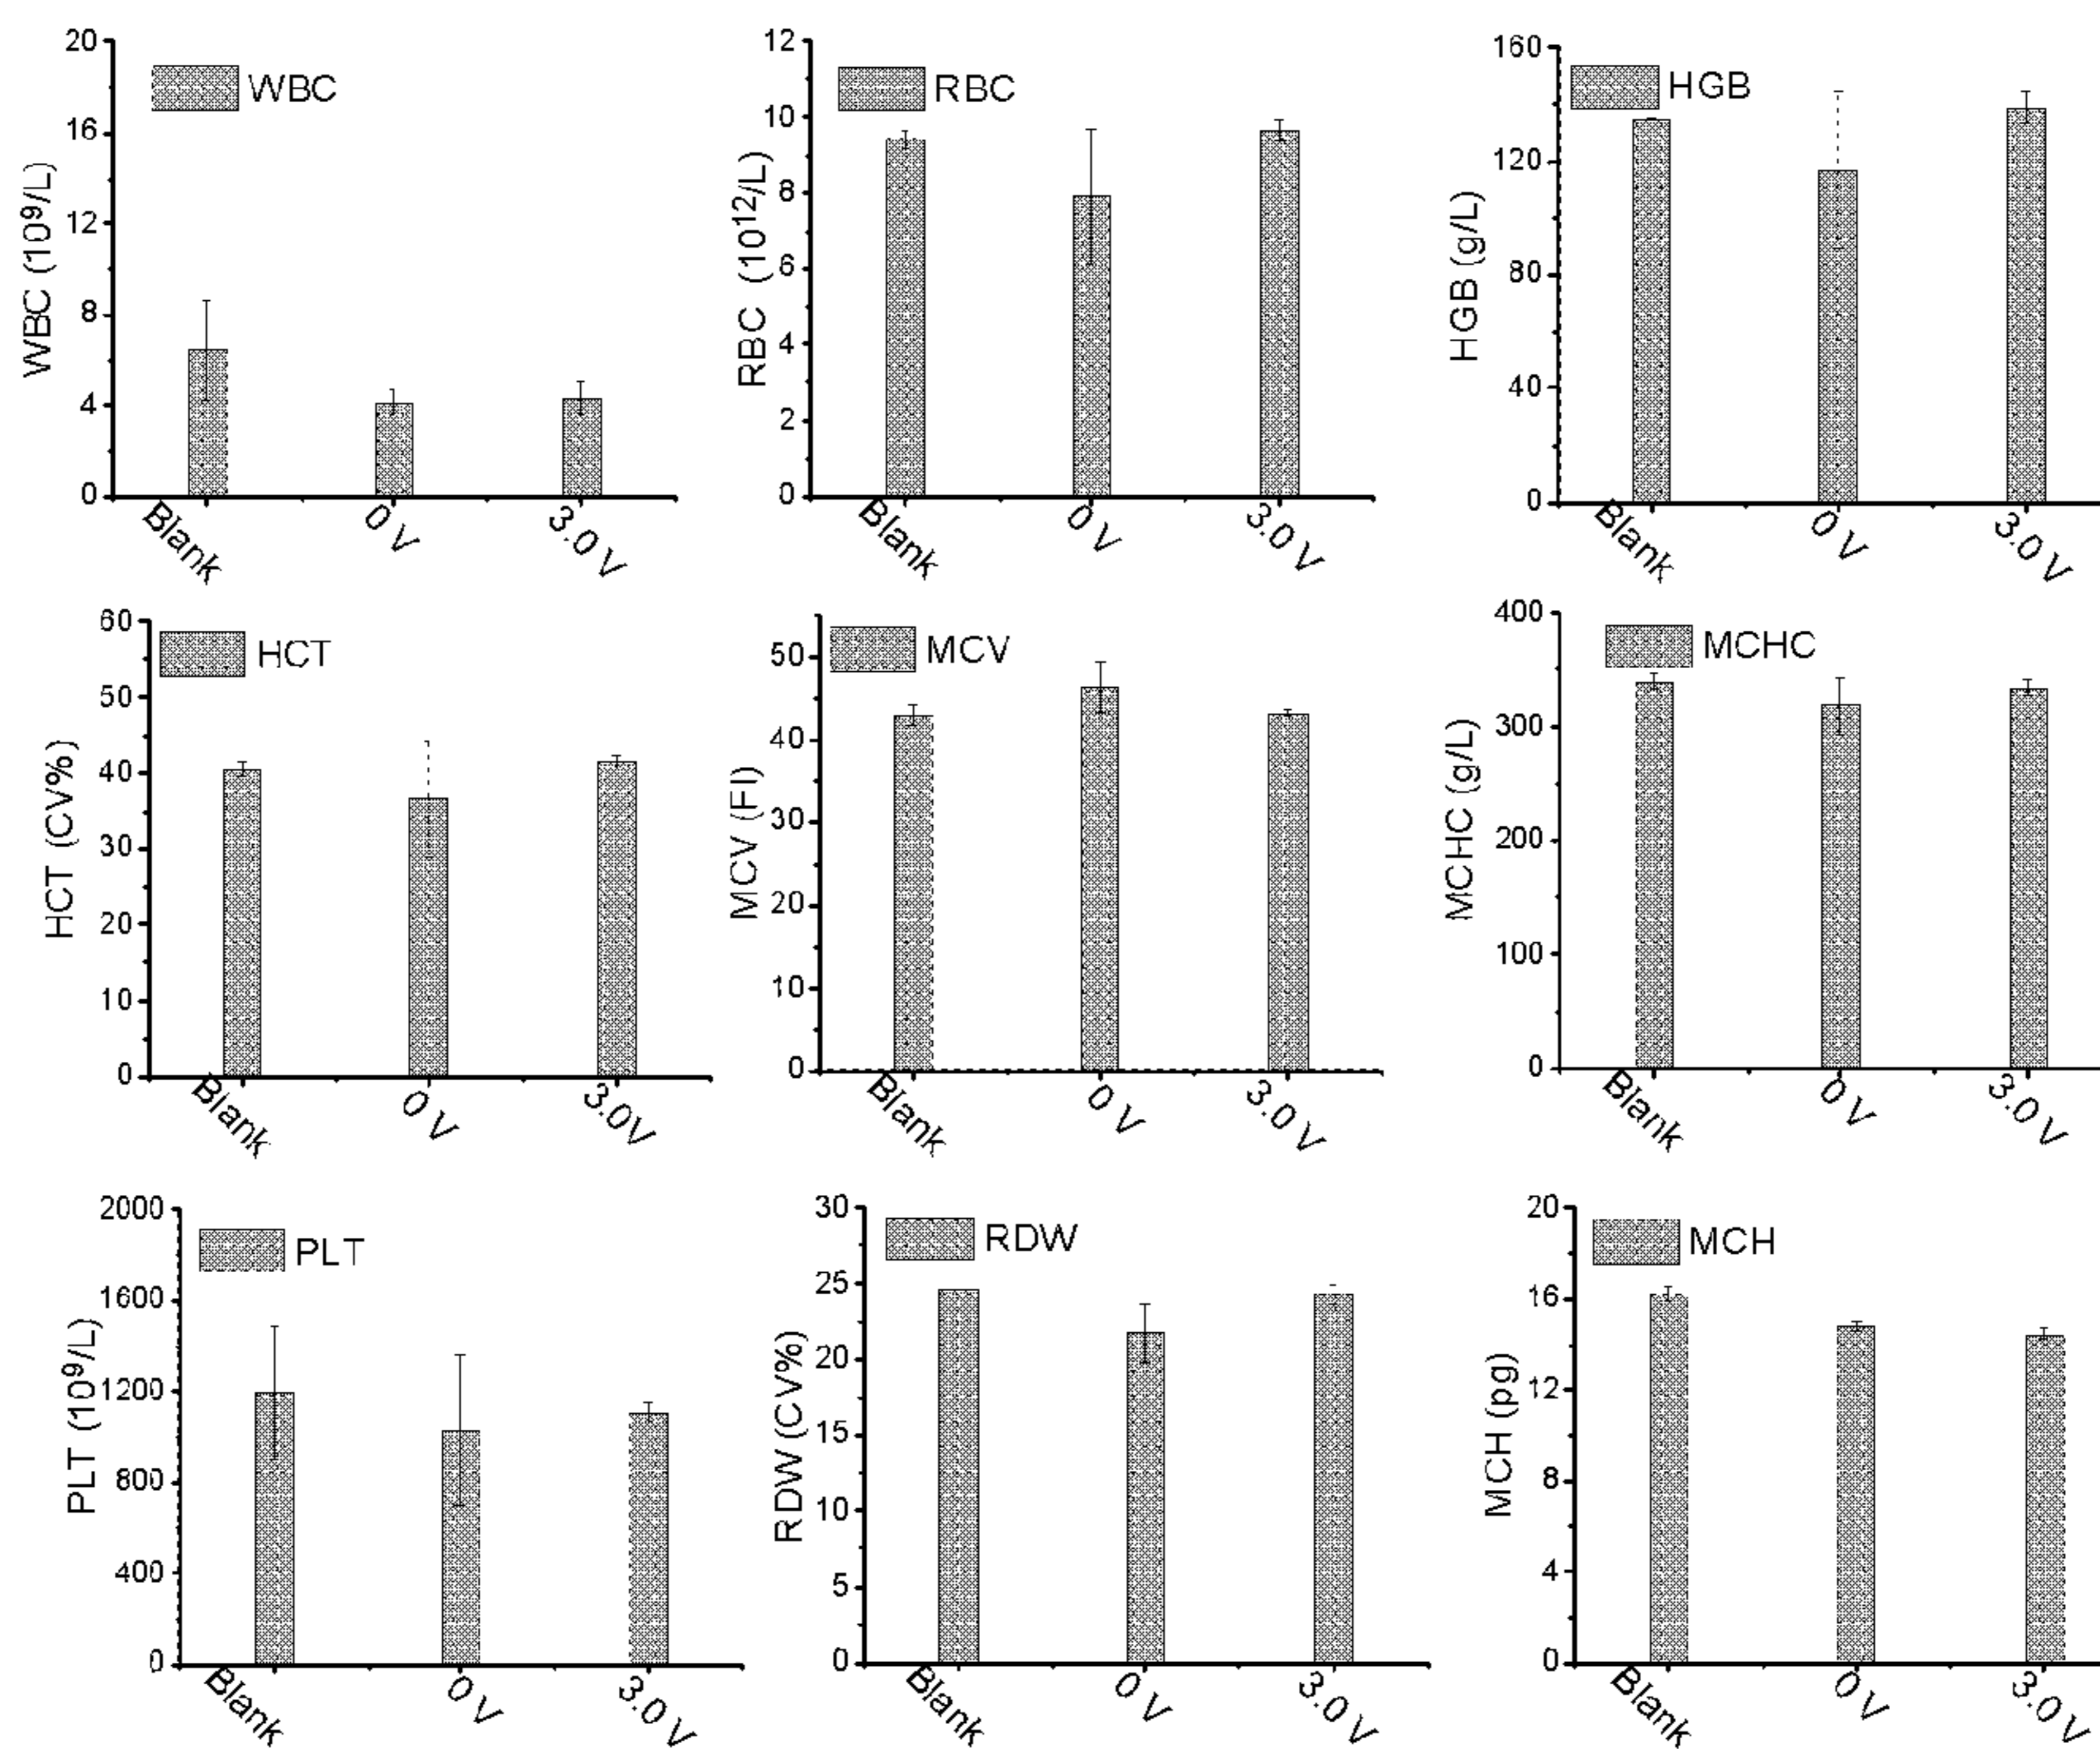 20
16
12
8
4
0
WBC (10⁹/L)
WBC
Blank
0 V
3.0 V
12
10
8
6
4
2
0
RBC (10¹²/L)
RBC
Blank
0 V
3.0 V
160
120
80
40
0
HGB (g/L)
HGB
Blank
0 V
3.0 V
60
50
40
30
20
10
0
HCT (CV%)
HCT
Blank
0 V
3.0V
50
40
30
20
10
0
MCV (Fl)
MCV
Blank
0 V
3.0 V
400
300
200
100
0
MCHC (g/L)
MCHC
Blank
0 V
3.0 V
2000
1600
1200
800
400
0
PLT (10⁹/L)
PLT
Blank
0 V
3.0 V
30
25
20
15
10
5
0
RDW (CV%)
RDW
Blank
0 V
3.0 V
20
16
12
8
4
0
MCH (pg)
MCH
Blank
0 V
3.0 V